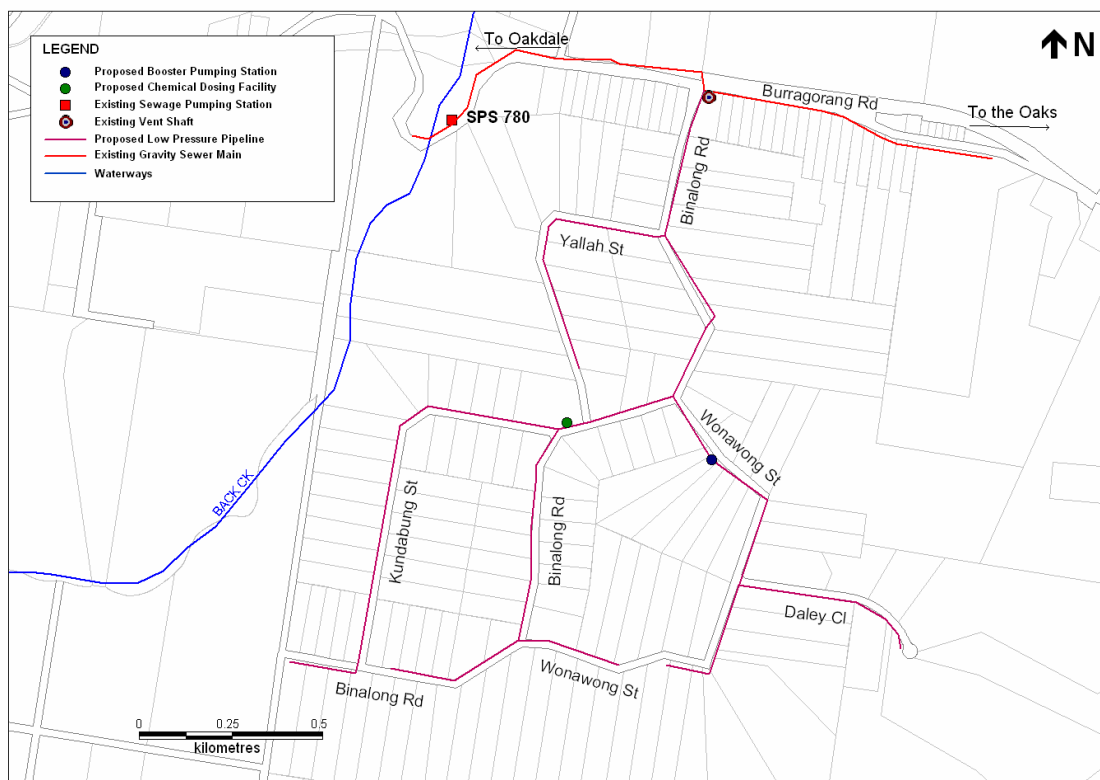 LEGEND
Proposed Booster Pumping Station
Proposed Chemical Dosing Facility
Existing Sewage Pumping Station
Existing Vent Shaft
Proposed Low Pressure Pipeline
Existing Gravity Sewer Main
Waterways
To Oakdale
N
SPS 780
Burragorang Rd
To the Oaks
Binalong Rd
Yallah St
Wonawong St
BACK CK
Kundabung St
Binalong Rd
Daley Cl
Wonawong St
Binalong Rd
0 0.25 0.5
kilometres